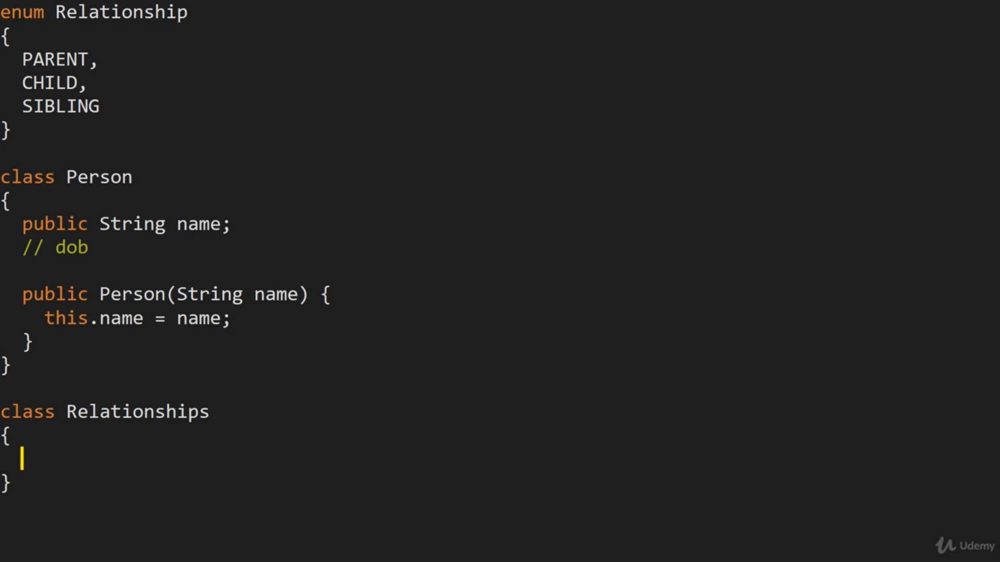 enum Relationship
{
  PARENT,
  CHILD,
  SIBLING
}

class Person
{
  public String name;
  // dob

  public Person(String name) {
    this.name = name;
  }
}

class Relationships
{

}
Udemy